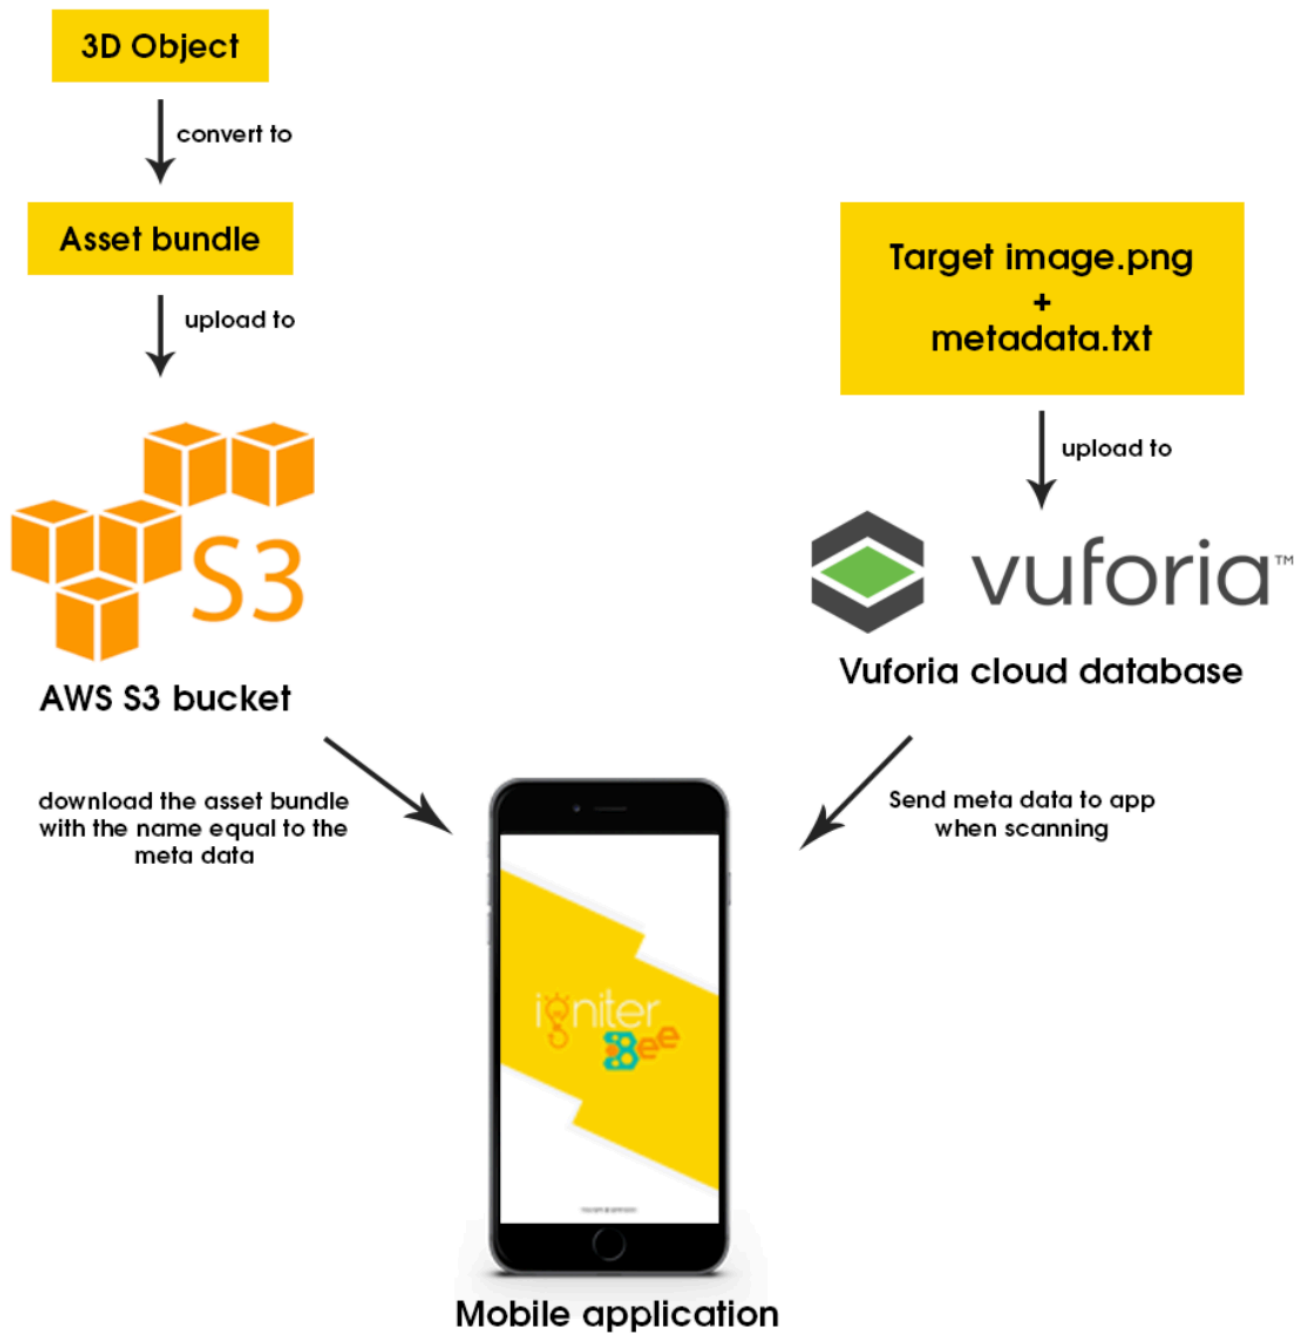 3D Object
convert to
Asset bundle
upload to
S3
AWS S3 bucket
download the asset bundle
with the name equal to the
meta data
Target image.png
+
metadata.txt
upload to
vuforia™
Vuforia cloud database
Send meta data to app
when scanning
igniter
Bee
Mobile application